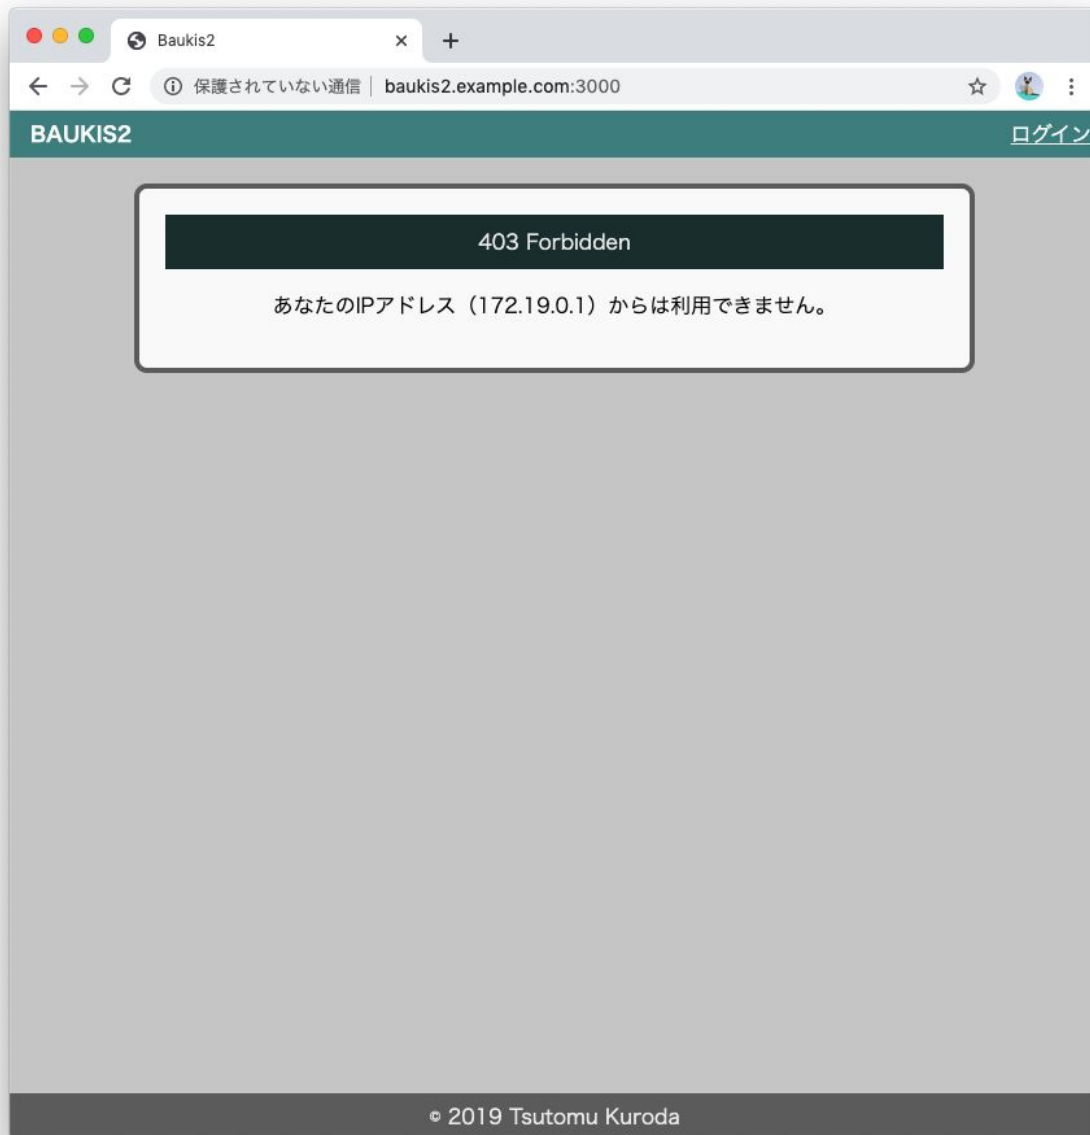 Baukis2
保護されていない通信 | baukis2.example.com:3000
BAUKIS2
ログイン
403 Forbidden
あなたのIPアドレス（172.19.0.1）からは利用できません。
© 2019 Tsutomu Kuroda